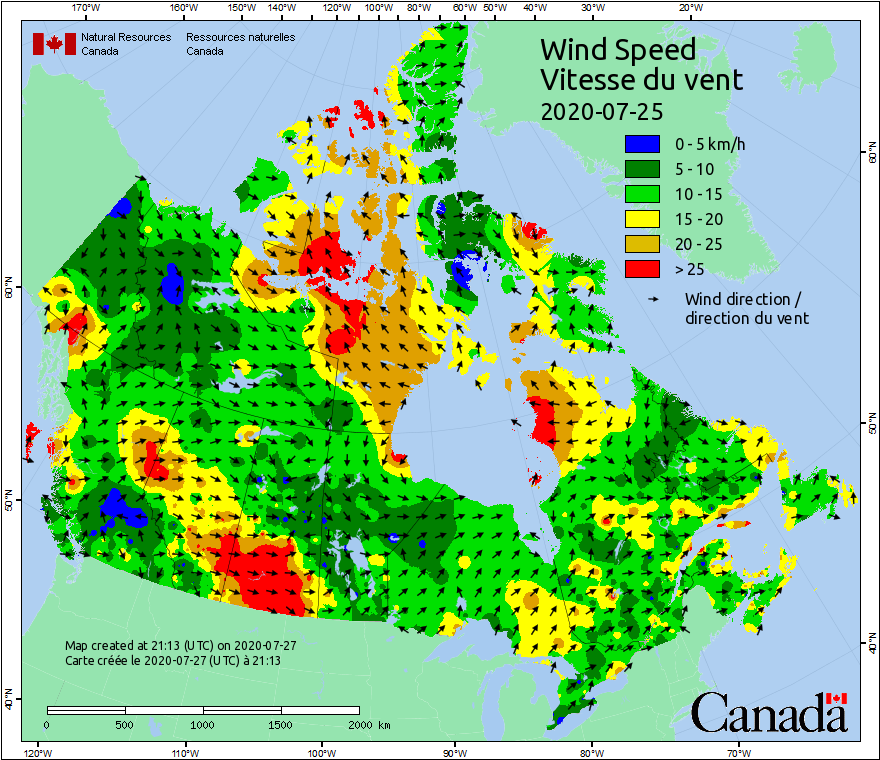 170°W 160°W 150°W 140°W 120°W 100°W 80°W 60°W 50°W 40°W 30°W 20°W
Natural Resources Ressources naturelles
Canada Canada
Wind Speed
Vitesse du vent
2020-07-25
0 - 5 km/h
5 - 10
10 - 15
15 - 20
20 - 25
> 25
Wind direction /
direction du vent
60°N 60°N
50°N 50°N
40°N 40°N
Map created at 21:13 (UTC) on 2020-07-27
Carte créée le 2020-07-27 (UTC) à 21:13
0 500 1000 1500 2000 km
Canada
120°W 110°W 100°W 90°W 80°W 70°W